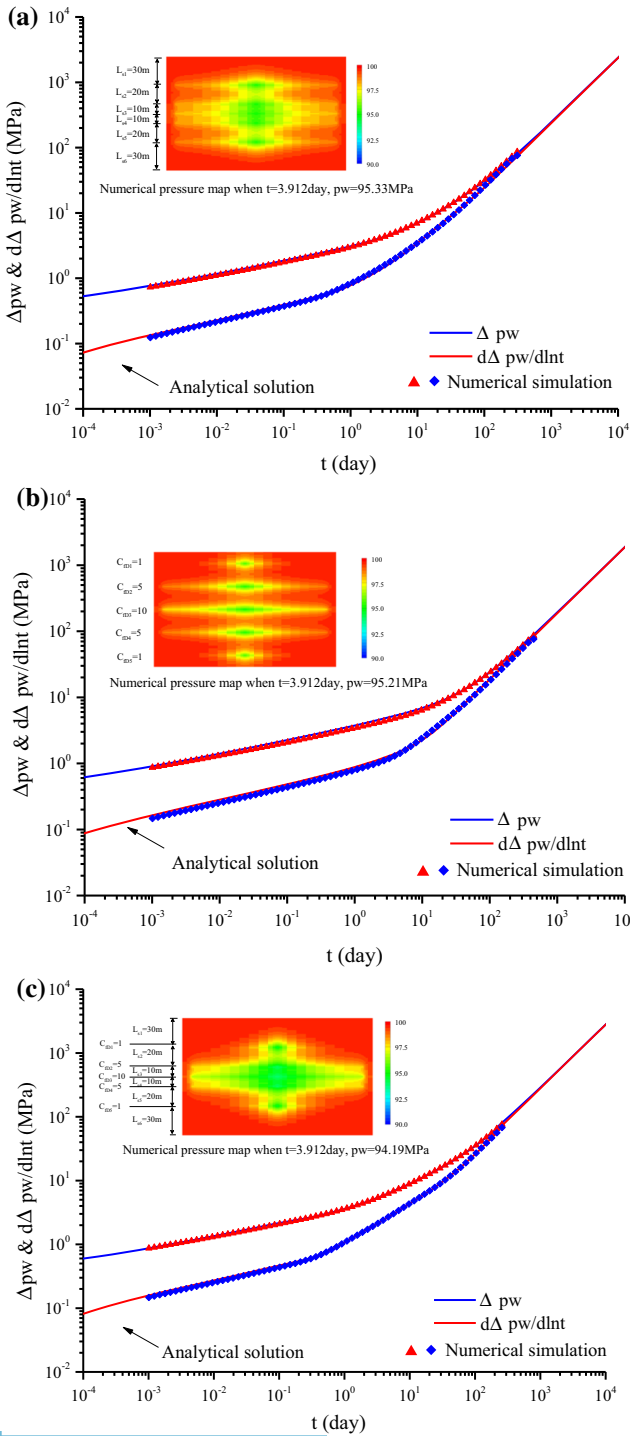 (a)
10^4
10^3
10^2
10^1
10^0
10^-1
10^-2
Δpw & dΔ pw/dlnt (MPa)
L_s1=30m
L_s2=20m
L_s3=10m
L_s4=10m
L_s5=20m
L_s6=30m
100
97.5
95.0
92.5
90.0
Numerical pressure map when t=3.912day, pw=95.33MPa
Δ pw
dΔ pw/dlnt
Numerical simulation
Analytical solution
10^-4 10^-3 10^-2 10^-1 10^0 10^1 10^2 10^3 10^4
t (day)
(b)
10^4
10^3
10^2
10^1
10^0
10^-1
10^-2
Δpw & dΔ pw/dlnt (MPa)
C_fD1=1
C_fD2=5
C_fD3=10
C_fD4=5
C_fD5=1
100
97.5
95.0
92.5
90.0
Numerical pressure map when t=3.912day, pw=95.21MPa
Δ pw
dΔ pw/dlnt
Numerical simulation
Analytical solution
10^-4 10^-3 10^-2 10^-1 10^0 10^1 10^2 10^3 10
t (day)
(c)
10^4
10^3
10^2
10^1
10^0
10^-1
10^-2
Δpw & dΔ pw/dlnt (MPa)
L_s1=30m
C_fD1=1
L_s2=20m
C_fD2=5
C_fD3=10
=10m
=10m
C_fD4=5
L_s5=20m
C_fD5=1
L_s6=30m
100
97.5
95.0
92.5
90.0
Numerical pressure map when t=3.912day, pw=94.19MPa
Δ pw
dΔ pw/dlnt
Numerical simulation
Analytical solution
10^-4 10^-3 10^-2 10^-1 10^0 10^1 10^2 10^3 10^4
t (day)